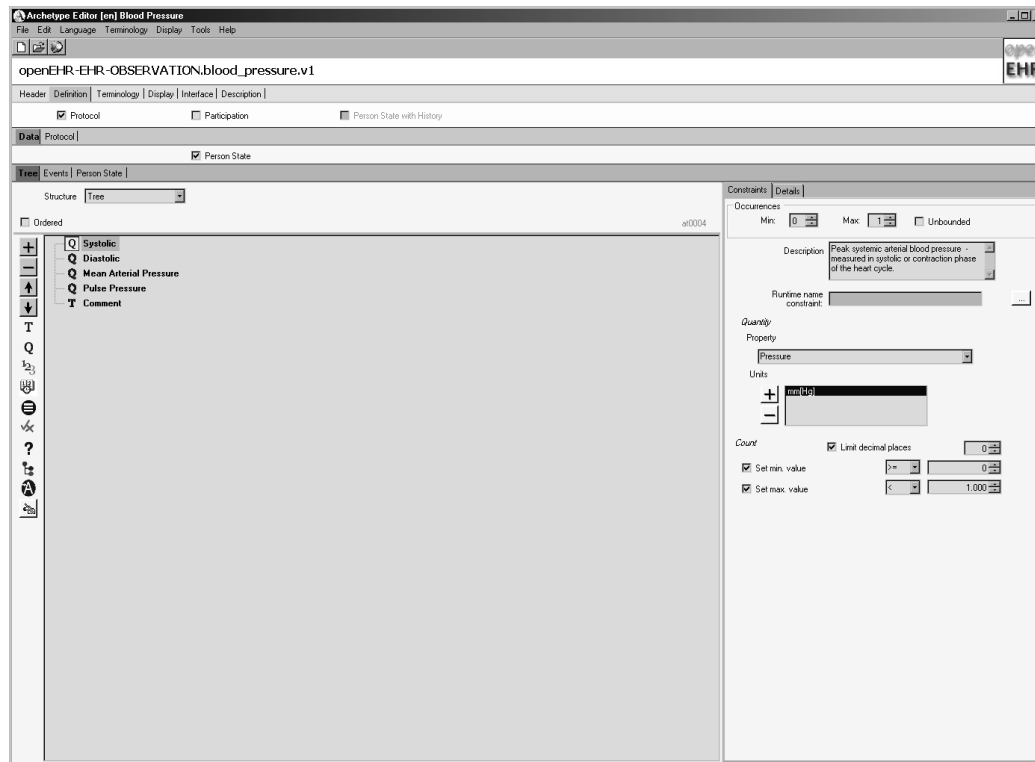 Archetype Editor [en] Blood Pressure
File Edit Language Terminology Display Tools Help
openEHR-EHR-OBSERVATION.blood_pressure.v1
Header Definition Terminology Display Interface Description
Protocol Participation Person State with History
Data Protocol
Person State
Tree Events Person State
Structure Tree
Ordered at0004
Systolic
Diastolic
Mean Arterial Pressure
Pulse Pressure
Comment
Constraints Details
Occurrences
Min: 0 Max: 1 Unbounded
Description Peak systemic arterial blood pressure -
measured in systolic or contraction phase
of the heart cycle.
Runtime name
constraint: ...
Quantity
Property
Pressure
Units
mm[Hg]
Count Limit decimal places 0
Set min. value >= 0
Set max. value < 1.000